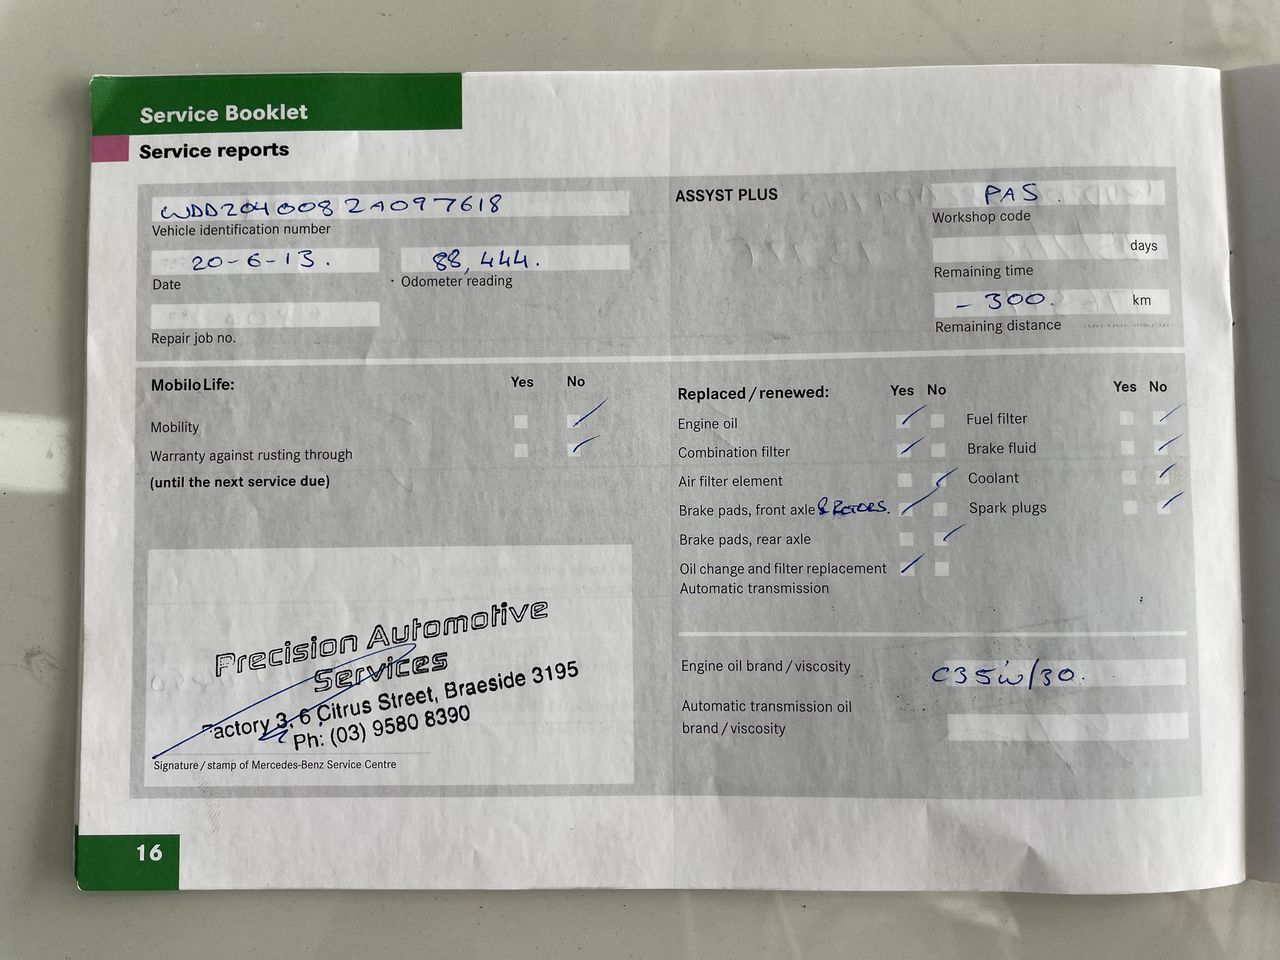 Service Booklet
Service reports
WDD2040082A097618
Vehicle identification number
20-6-13.
88,444.
Date
Odometer reading
Repair job no.
ASSYST PLUS
PAS.
Workshop code
days
Remaining time
- 300. km
Remaining distance
MobiloLife: Yes No
Mobility
Warranty against rusting through
(until the next service due)
Replaced / renewed: Yes No
Engine oil
Combination filter
Air filter element
Brake pads, front axle & ROTORS.
Brake pads, rear axle
Oil change and filter replacement
Automatic transmission
Yes No
Fuel filter
Brake fluid
Coolant
Spark plugs
Precision Automotive
Services
Factory 3, 6 Citrus Street, Braeside 3195
Ph: (03) 9580 8390
Signature / stamp of Mercedes-Benz Service Centre
Engine oil brand / viscosity
C3 5W/30.
Automatic transmission oil
brand / viscosity
16